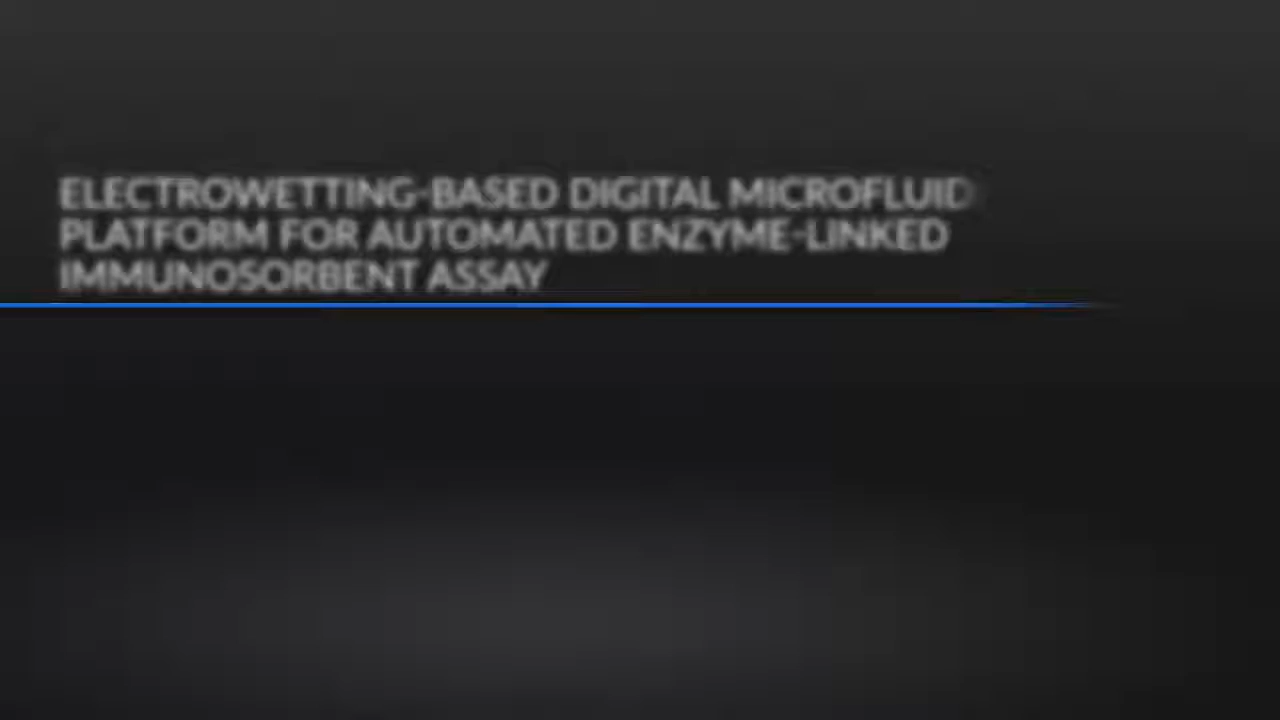 ELECTROWETTING-BASED DIGITAL MICROFLUID
PLATFORM FOR AUTOMATED ENZYME-LINKED
IMMUNOSORBENT ASSAY